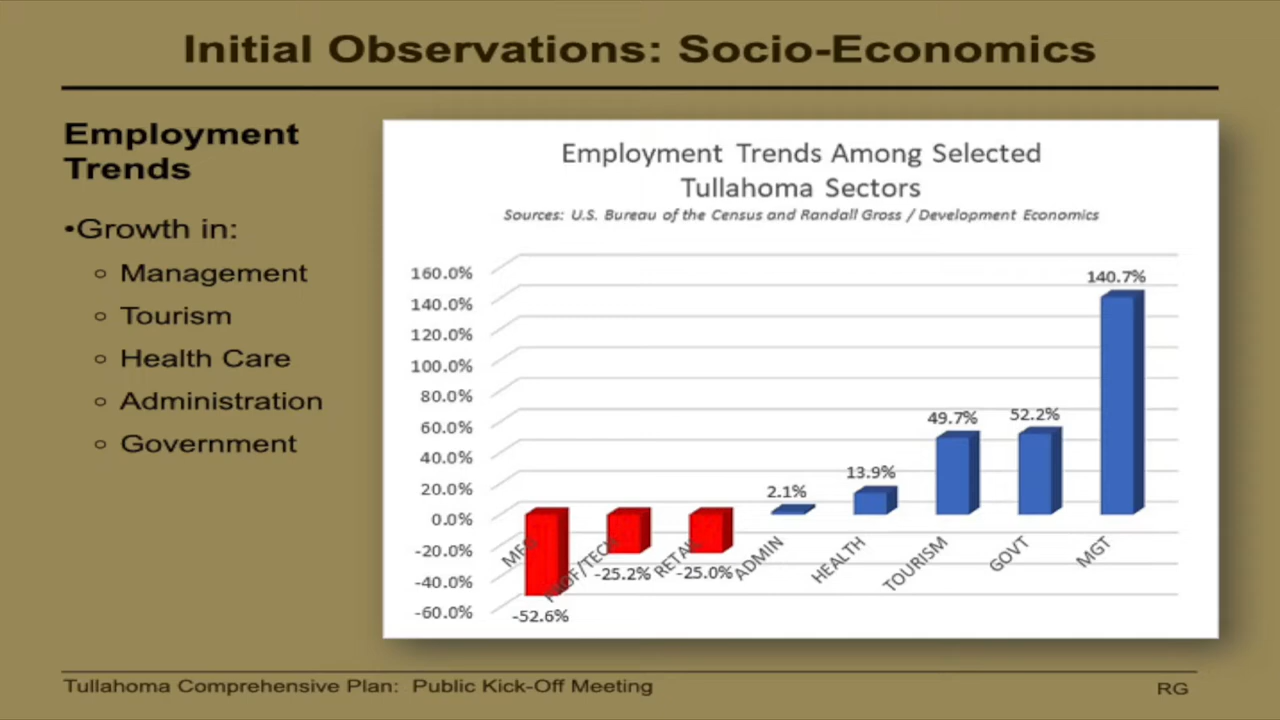 Initial Observations: Socio-Economics
Employment
Trends
•Growth in:
Management
Tourism
Health Care
Administration
Government
Employment Trends Among Selected
Tullahoma Sectors
Sources: U.S. Bureau of the Census and Randall Gross / Development Economics
160.0%
140.0%
120.0%
100.0%
80.0%
60.0%
40.0%
20.0%
0.0%
-20.0%
-40.0%
-60.0%
-52.6%
-25.2%
-25.0%
2.1%
13.9%
49.7%
52.2%
140.7%
MFG
PROF/TECH
RETAIL
ADMIN
HEALTH
TOURISM
GOVT
MGT
Tullahoma Comprehensive Plan: Public Kick-Off Meeting
RG